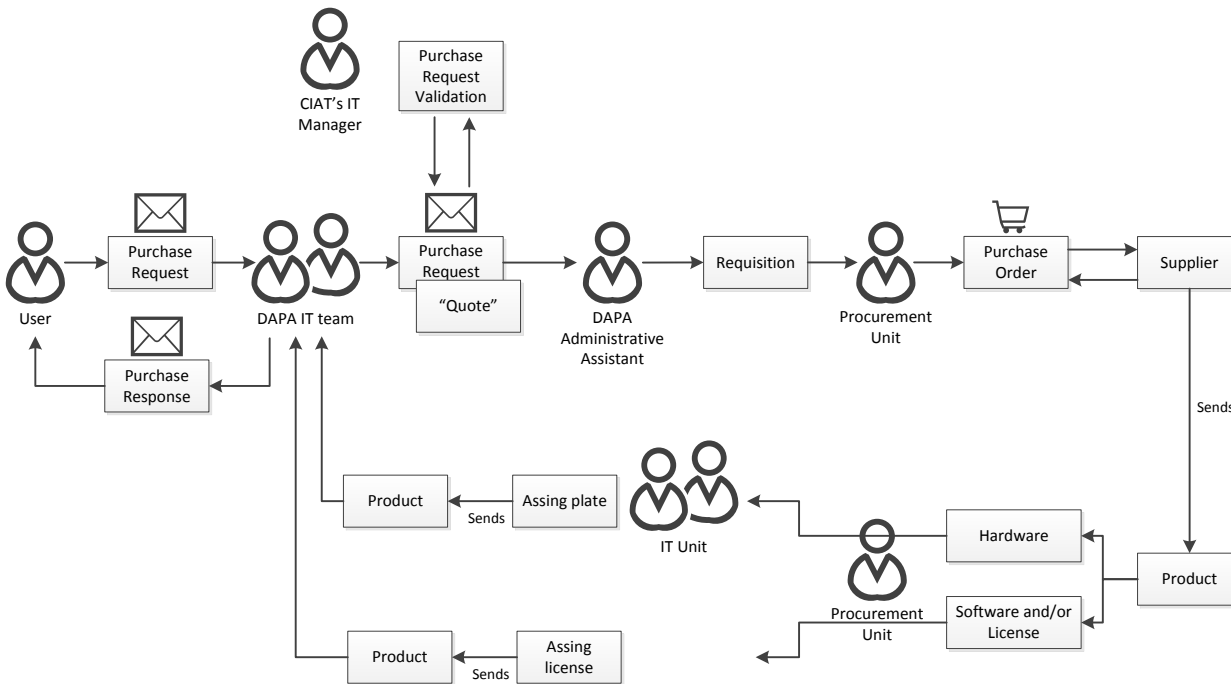 Purchase
Request
Validation
CIAT's IT
Manager
Purchase
Request
Purchase
Request
"Quote"
Requisition
Purchase
Order
Supplier
User
DAPA IT team
DAPA
Administrative
Assistant
Procurement
Unit
Purchase
Response
Sends
Product
Sends
Assing plate
IT Unit
Hardware
Product
Procurement
Unit
Software and/or
License
Product
Sends
Assing
license